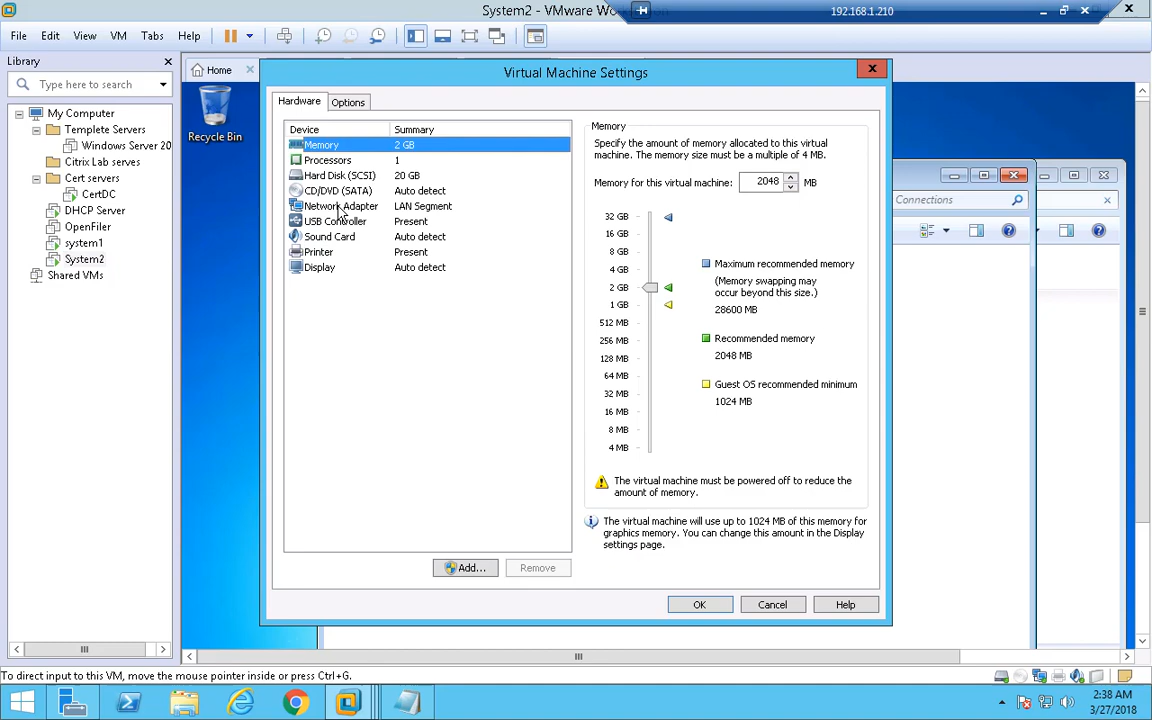 System2 - VMware Wo
192.168.1.210
File Edit View VM Tabs Help
Library
Type here to search
My Computer
Template Servers
Windows Server 20
Citrix Lab serves
Cert servers
CertDC
DHCP Server
OpenFiler
system1
System2
Shared VMs
Home
Recycle Bin
Virtual Machine Settings
Hardware Options
Device Summary
Memory 2 GB
Processors 1
Hard Disk (SCSI) 20 GB
CD/DVD (SATA) Auto detect
Network Adapter LAN Segment
USB Controller Present
Sound Card Auto detect
Printer Present
Display Auto detect
Add... Remove
Memory
Specify the amount of memory allocated to this virtual
machine. The memory size must be a multiple of 4 MB.
Memory for this virtual machine: 2048 MB
32 GB
16 GB
8 GB
4 GB
2 GB
1 GB
512 MB
256 MB
128 MB
64 MB
32 MB
16 MB
8 MB
4 MB
Maximum recommended memory
(Memory swapping may
occur beyond this size.)
28600 MB
Recommended memory
2048 MB
Guest OS recommended minimum
1024 MB
The virtual machine must be powered off to reduce the
amount of memory.
The virtual machine will use up to 1024 MB of this memory for
graphics memory. You can change this amount in the Display
settings page.
OK Cancel Help
Connections
To direct input to this VM, move the mouse pointer inside or press Ctrl+G.
2:38 AM
3/27/2018